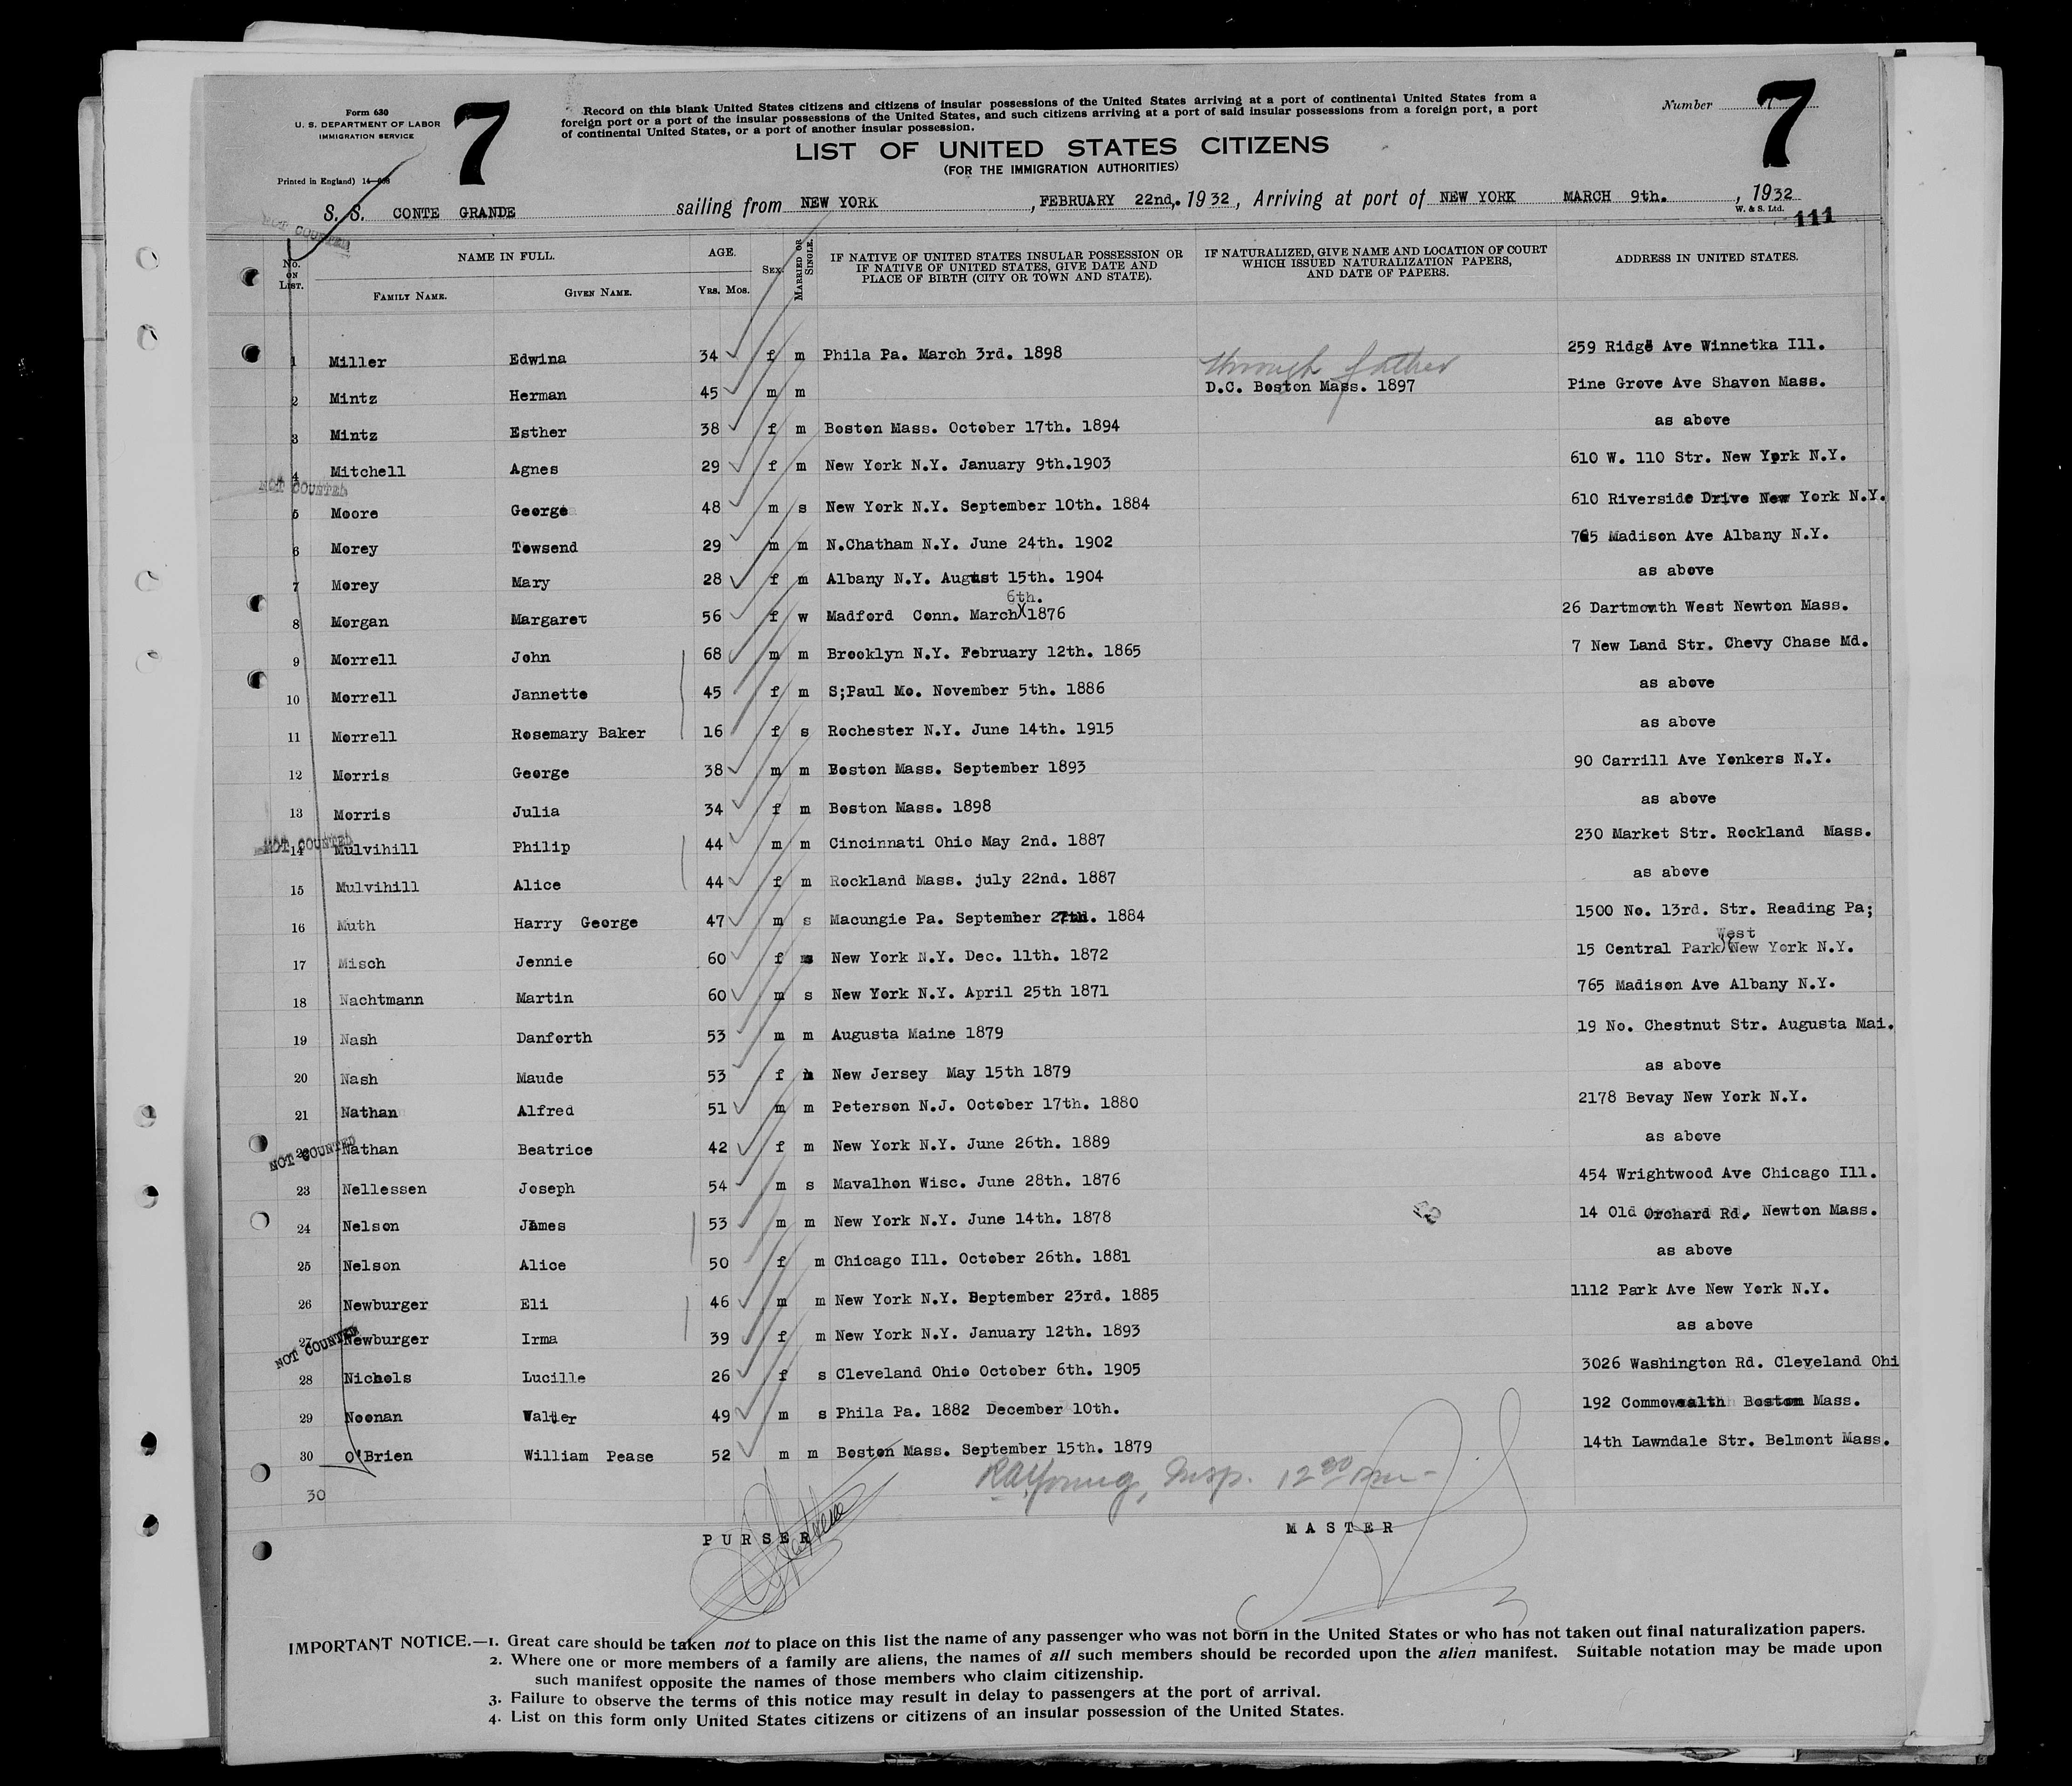 Form 630
U. S. DEPARTMENT OF LABOR
IMMIGRATION SERVICE
Printed in England) 14—
7
Record on this blank United States citizens and citizens of insular possessions of the United States arriving at a port of continental United States from a
foreign port or a port of the insular possessions of the United States, and such citizens arriving at a port of said insular possessions from a foreign port, a port
of continental United States, or a port of another insular possession.
Number 7
7
LIST OF UNITED STATES CITIZENS
(FOR THE IMMIGRATION AUTHORITIES)
S. S. CONTE GRANDE sailing from NEW YORK , FEBRUARY 22nd,. 1932, Arriving at port of NEW YORK MARCH 9th. , 1932
W. & S. Ltd.
111
NOT COUNTED
No. ON LIST. NAME IN FULL. FAMILY NAME. GIVEN NAME. AGE. YRS. MOS. SEX. MARRIED OR SINGLE. IF NATIVE OF UNITED STATES INSULAR POSSESSION OR IF NATIVE OF UNITED STATES, GIVE DATE AND PLACE OF BIRTH (CITY OR TOWN AND STATE). IF NATURALIZED, GIVE NAME AND LOCATION OF COURT WHICH ISSUED NATURALIZATION PAPERS, AND DATE OF PAPERS. ADDRESS IN UNITED STATES.
1 Miller Edwina 34 f m Phila Pa. March 3rd. 1898 259 Ridge Ave Winnetka Ill.
through father
2 Mintz Herman 45 m m D.C. Boston Mass. 1897 Pine Grove Ave Shavon Mass.
3 Mintz Esther 38 f m Boston Mass. October 17th. 1894 as above
4 Mitchell Agnes 29 f m New York N.Y. January 9th.1903 610 W. 110 Str. New York N.Y.
NOT COUNTED
5 Moore George 48 m s New York N.Y. September 10th. 1884 610 Riverside Drive New York N.Y.
6 Morey Towsend 29 m m N.Chatham N.Y. June 24th. 1902 765 Madison Ave Albany N.Y.
7 Morey Mary 28 f m Albany N.Y. August 15th. 1904 as above
6th.
8 Morgan Margaret 56 f w Madford Conn. March 1876 26 Dartmonth West Newton Mass.
9 Morrell John 68 m m Brooklyn N.Y. February 12th. 1865 7 New Land Str. Chevy Chase Md.
10 Morrell Jannette 45 f m S;Paul Mo. November 5th. 1886 as above
11 Morrell Rosemary Baker 16 f s Rochester N.Y. June 14th. 1915 as above
12 Morris George 38 m m Boston Mass. September 1893 90 Carrill Ave Yonkers N.Y.
13 Morris Julia 34 f m Boston Mass. 1898 as above
NOT COUNTED
14 Mulvihill Philip 44 m m Cincinnati Ohio May 2nd. 1887 230 Market Str. Rockland Mass.
15 Mulvihill Alice 44 f m Rockland Mass. july 22nd. 1887 as above
16 Muth Harry George 47 m s Macungie Pa. September 27th. 1884 1500 No. 13rd. Str. Reading Pa;
West
17 Misch Jennie 60 f New York N.Y. Dec. 11th. 1872 15 Central Park New York N.Y.
18 Nachtmann Martin 60 m s New York N.Y. April 25th 1871 765 Madison Ave Albany N.Y.
19 Nash Danforth 53 m m Augusta Maine 1879 19 No. Chestnut Str. Augusta Mai.
20 Nash Maude 53 f New Jersey May 15th 1879 as above
21 Nathan Alfred 51 m m Peterson N.J. October 17th. 1880 2178 Bevay New York N.Y.
NOT COUNTED
22 Nathan Beatrice 42 f m New York N.Y. June 26th. 1889 as above
23 Nellessen Joseph 54 m s Mavalhon Wisc. June 28th. 1876 454 Wrightwood Ave Chicago Ill.
24 Nelson James 53 m m New York N.Y. June 14th. 1878 14 Old Orchard Rd, Newton Mass.
25 Nelson Alice 50 f m Chicago Ill. October 26th. 1881 as above
26 Newburger Eli 46 m m New York N.Y. September 23rd. 1885 1112 Park Ave New York N.Y.
NOT COUNTED
27 Newburger Irma 39 f m New York N.Y. January 12th. 1893 as above
28 Nichols Lucille 26 f s Cleveland Ohio October 6th. 1905 3026 Washington Rd. Cleveland Ohi
29 Noonan Walter 49 m s Phila Pa. 1882 December 10th. 192 Commowealth Boston Mass.
30 O'Brien William Pease 52 m m Boston Mass. September 15th. 1879 14th Lawndale Str. Belmont Mass.
30
Young, Insp. 12
PURSER
MASTER
IMPORTANT NOTICE.—1. Great care should be taken not to place on this list the name of any passenger who was not born in the United States or who has not taken out final naturalization papers.
2. Where one or more members of a family are aliens, the names of all such members should be recorded upon the alien manifest. Suitable notation may be made upon
such manifest opposite the names of those members who claim citizenship.
3. Failure to observe the terms of this notice may result in delay to passengers at the port of arrival.
4. List on this form only United States citizens or citizens of an insular possession of the United States.